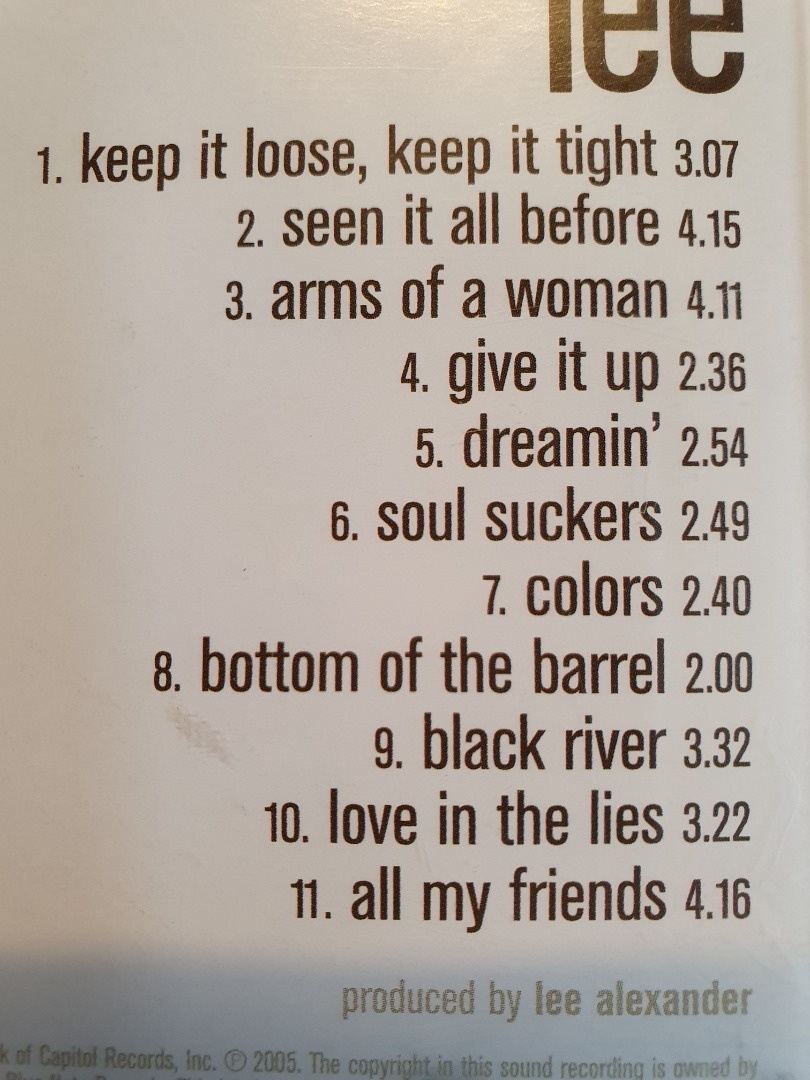 lee
1. keep it loose, keep it tight 3.07
2. seen it all before 4.15
3. arms of a woman 4.11
4. give it up 2.36
5. dreamin' 2.54
6. soul suckers 2.49
7. colors 2.40
8. bottom of the barrel 2.00
9. black river 3.32
10. love in the lies 3.22
11. all my friends 4.16
produced by lee alexander
k of Capitol Records, Inc. ℗ 2005. The copyright in this sound recording is owned by